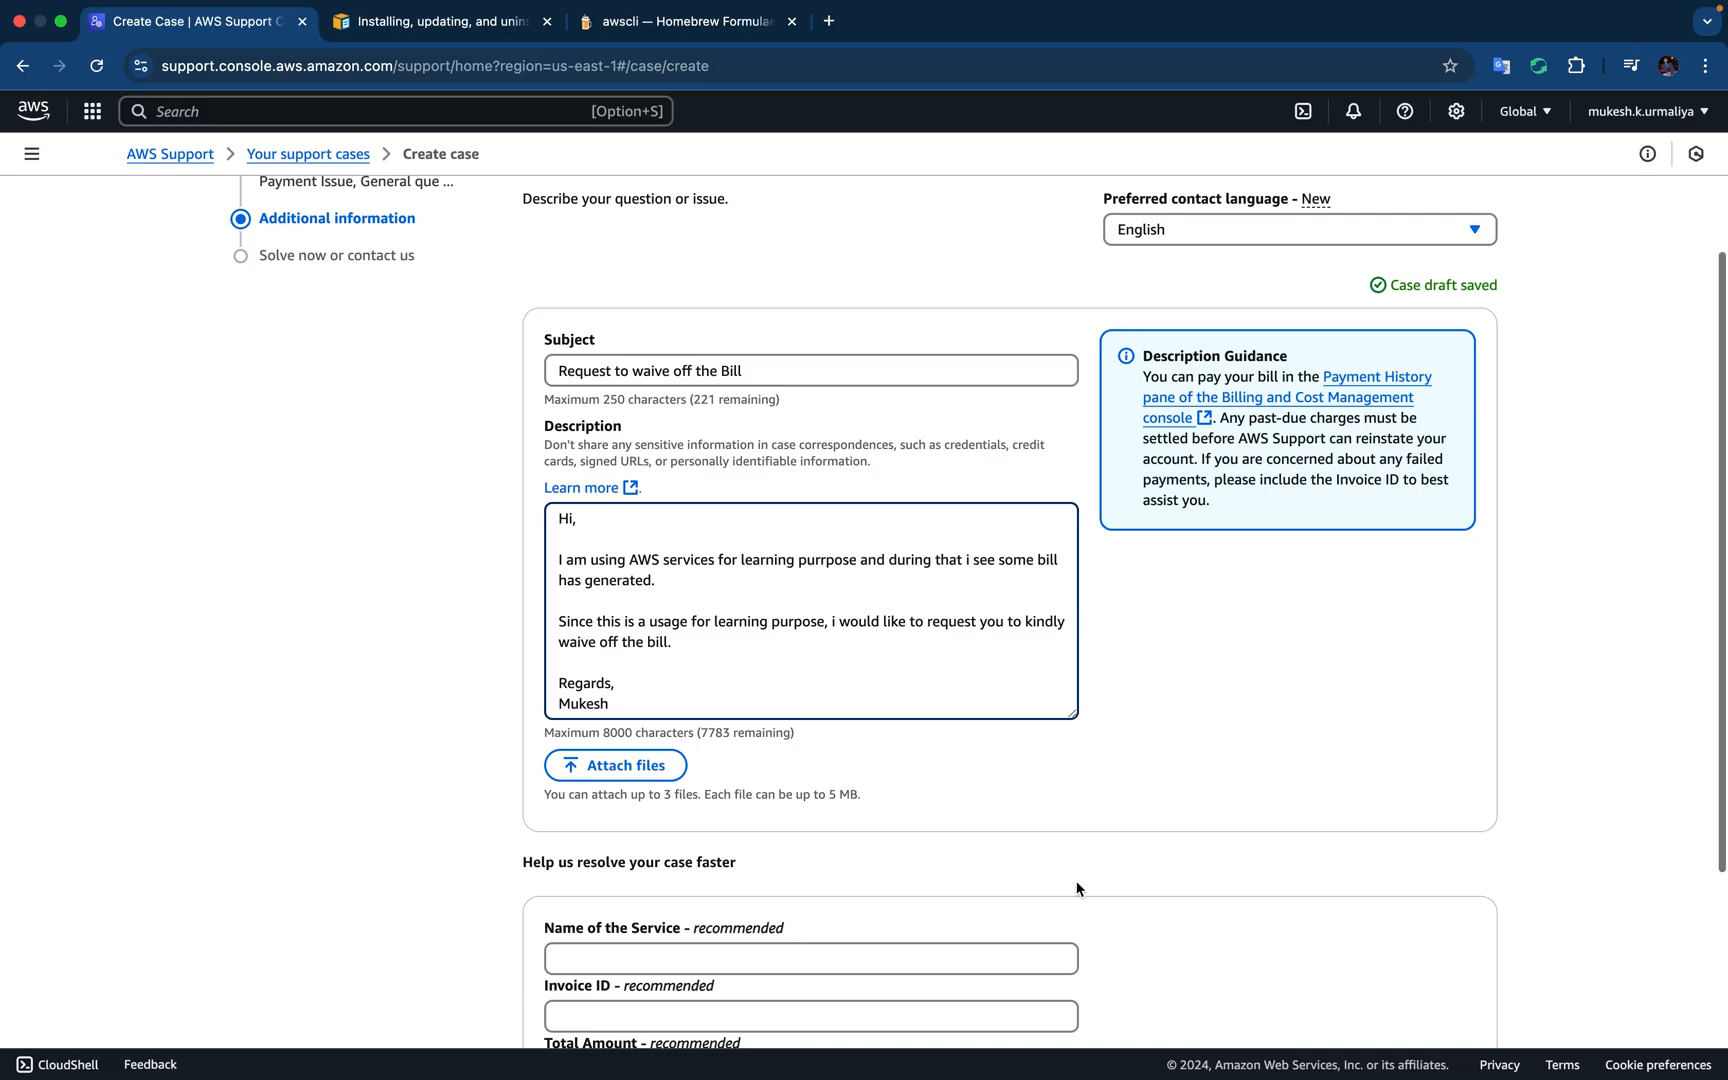 Create Case | AWS Support C
Installing, updating, and unins
awscli — Homebrew Formulae
support.console.aws.amazon.com/support/home?region=us-east-1#/case/create
aws
Search
[Option+S]
Global
mukesh.k.urmaliya
AWS Support
Your support cases
Create case
Payment Issue, General que ...
Additional information
Solve now or contact us
Describe your question or issue.
Preferred contact language - New
English
Case draft saved
Subject
Request to waive off the Bill
Maximum 250 characters (221 remaining)
Description
Don't share any sensitive information in case correspondences, such as credentials, credit
cards, signed URLs, or personally identifiable information.
Learn more .
Hi,
I am using AWS services for learning purrpose and during that i see some bill
has generated.
Since this is a usage for learning purpose, i would like to request you to kindly
waive off the bill.
Regards,
Mukesh
Maximum 8000 characters (7783 remaining)
Attach files
You can attach up to 3 files. Each file can be up to 5 MB.
Description Guidance
You can pay your bill in the Payment History
pane of the Billing and Cost Management
console . Any past-due charges must be
settled before AWS Support can reinstate your
account. If you are concerned about any failed
payments, please include the Invoice ID to best
assist you.
Help us resolve your case faster
Name of the Service - recommended
Invoice ID - recommended
Total Amount - recommended
CloudShell
Feedback
© 2024, Amazon Web Services, Inc. or its affiliates.
Privacy
Terms
Cookie preferences